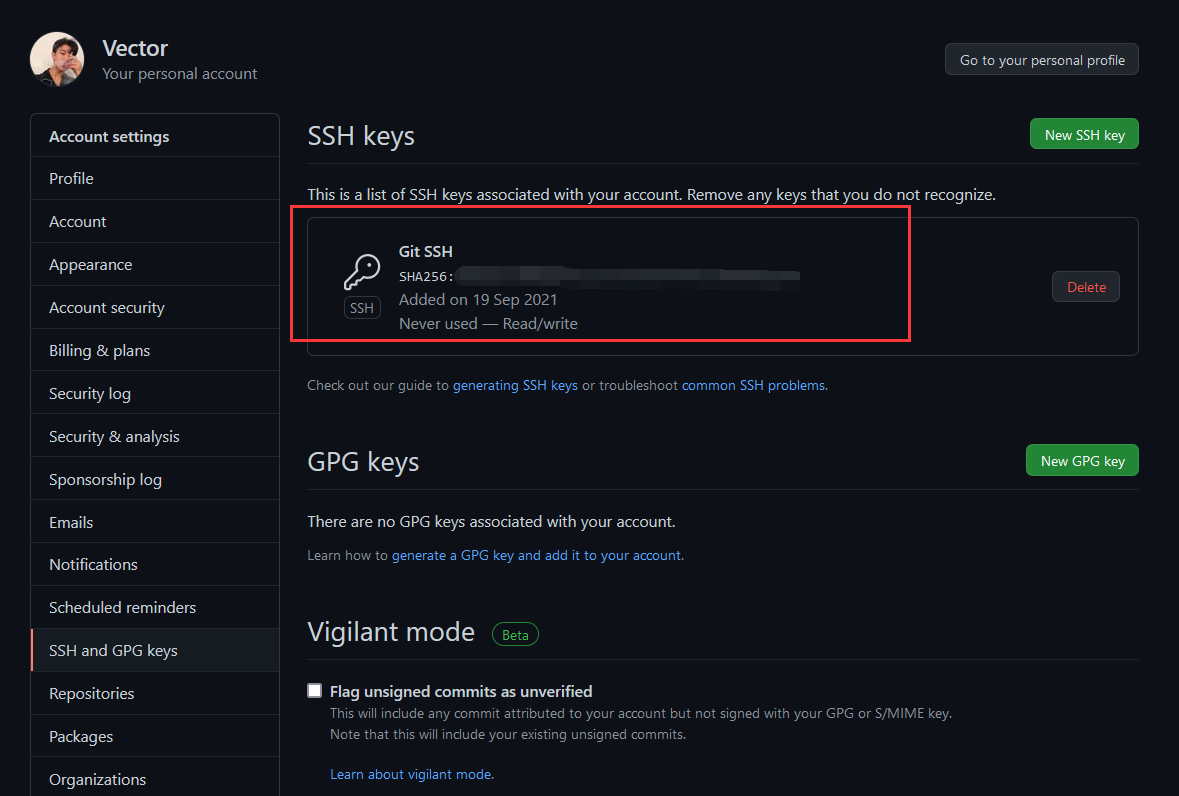 Vector
Your personal account
Go to your personal profile
Account settings
Profile
Account
Appearance
Account security
Billing & plans
Security log
Security & analysis
Sponsorship log
Emails
Notifications
Scheduled reminders
SSH and GPG keys
Repositories
Packages
Organizations
SSH keys
New SSH key
This is a list of SSH keys associated with your account. Remove any keys that you do not recognize.
SSH
Git SSH
SHA256:
Added on 19 Sep 2021
Never used — Read/write
Delete
Check out our guide to generating SSH keys or troubleshoot common SSH problems.
GPG keys
New GPG key
There are no GPG keys associated with your account.
Learn how to generate a GPG key and add it to your account.
Vigilant mode Beta
Flag unsigned commits as unverified
This will include any commit attributed to your account but not signed with your GPG or S/MIME key.
Note that this will include your existing unsigned commits.
Learn about vigilant mode.